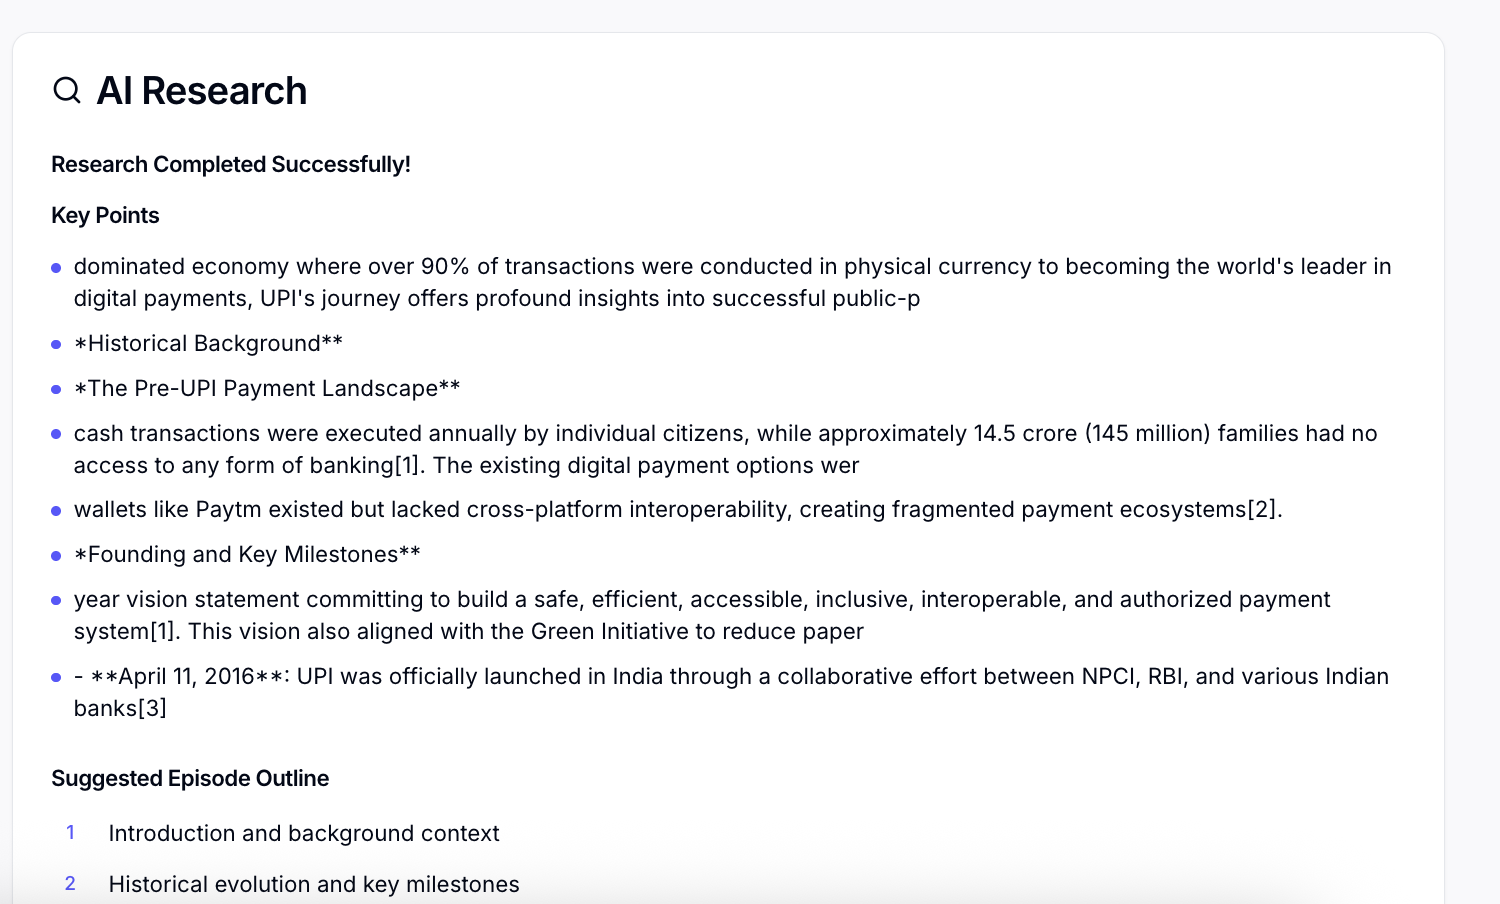 AI Research
Research Completed Successfully!
Key Points
dominated economy where over 90% of transactions were conducted in physical currency to becoming the world's leader in
digital payments, UPI's journey offers profound insights into successful public-p
*Historical Background**
*The Pre-UPI Payment Landscape**
cash transactions were executed annually by individual citizens, while approximately 14.5 crore (145 million) families had no
access to any form of banking[1]. The existing digital payment options wer
wallets like Paytm existed but lacked cross-platform interoperability, creating fragmented payment ecosystems[2].
*Founding and Key Milestones**
year vision statement committing to build a safe, efficient, accessible, inclusive, interoperable, and authorized payment
system[1]. This vision also aligned with the Green Initiative to reduce paper
- **April 11, 2016**: UPI was officially launched in India through a collaborative effort between NPCI, RBI, and various Indian
banks[3]
Suggested Episode Outline
1 Introduction and background context
2 Historical evolution and key milestones